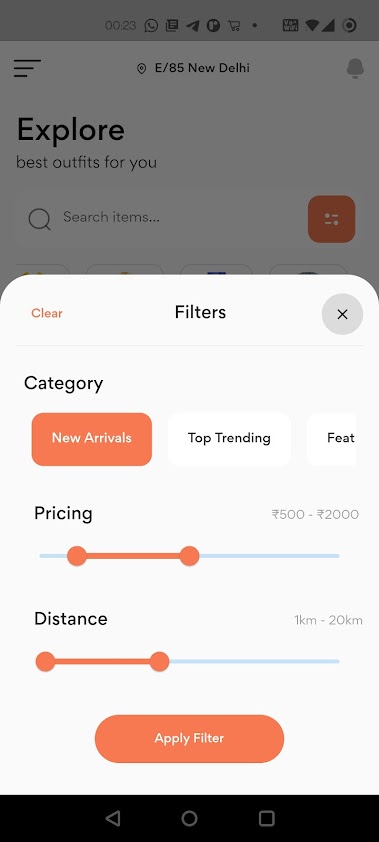 00:23
E/85 New Delhi
Explore
best outfits for you
Search items...
Clear
Filters
Category
New Arrivals
Top Trending
Feat
Pricing
₹500 - ₹2000
Distance
1km - 20km
Apply Filter